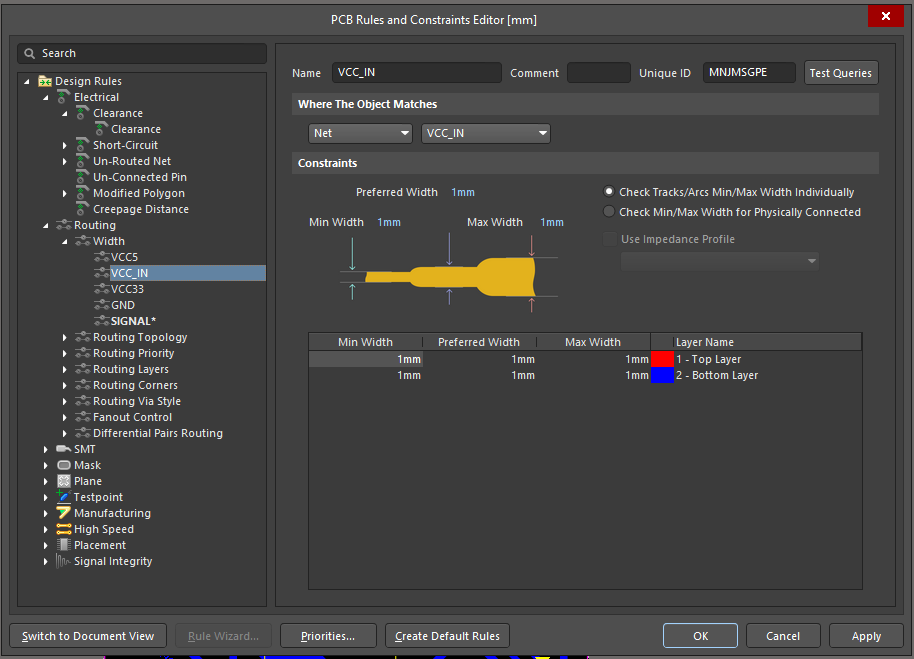 PCB Rules and Constraints Editor [mm]
Search
Design Rules
Electrical
Clearance
Clearance
Short-Circuit
Un-Routed Net
Un-Connected Pin
Modified Polygon
Creepage Distance
Routing
Width
VCC5
VCC_IN
VCC33
GND
SIGNAL*
Routing Topology
Routing Priority
Routing Layers
Routing Corners
Routing Via Style
Fanout Control
Differential Pairs Routing
SMT
Mask
Plane
Testpoint
Manufacturing
High Speed
Placement
Signal Integrity
Name VCC_IN Comment Unique ID MNJMSGPE Test Queries
Where The Object Matches
Net VCC_IN
Constraints
Preferred Width 1mm
Min Width 1mm Max Width 1mm
Check Tracks/Arcs Min/Max Width Individually
Check Min/Max Width for Physically Connected
Use Impedance Profile
Min Width Preferred Width Max Width Layer Name
1mm 1mm 1mm 1 - Top Layer
1mm 1mm 1mm 2 - Bottom Layer
Switch to Document View Rule Wizard... Priorities... Create Default Rules OK Cancel Apply